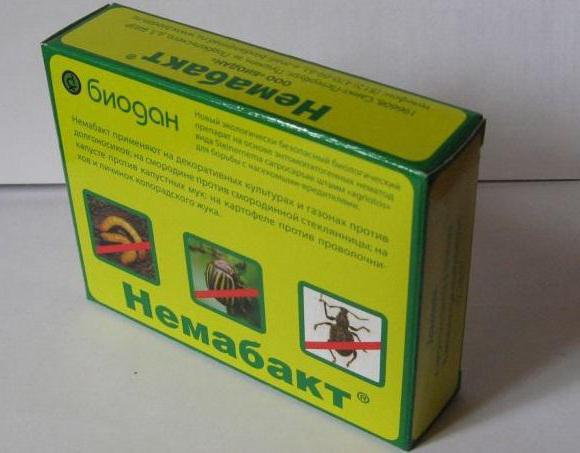 Немабакт®
ООО «БИОДАН»
биодан
Новый экологически безопасный биологический
препарат на основе энтомопатогенных нематод
вида Steinernema carpocapsae штамм «agriotos»
для борьбы с насекомыми-вредителями.
Немабакт применяют на декоративных культурах и газонах против
долгоносиков; на смородине против смородинной стеклянницы; на
капусте против капустных мух; на картофеле против проволочни-
ков и личинок колорадского жука.
Немабакт®